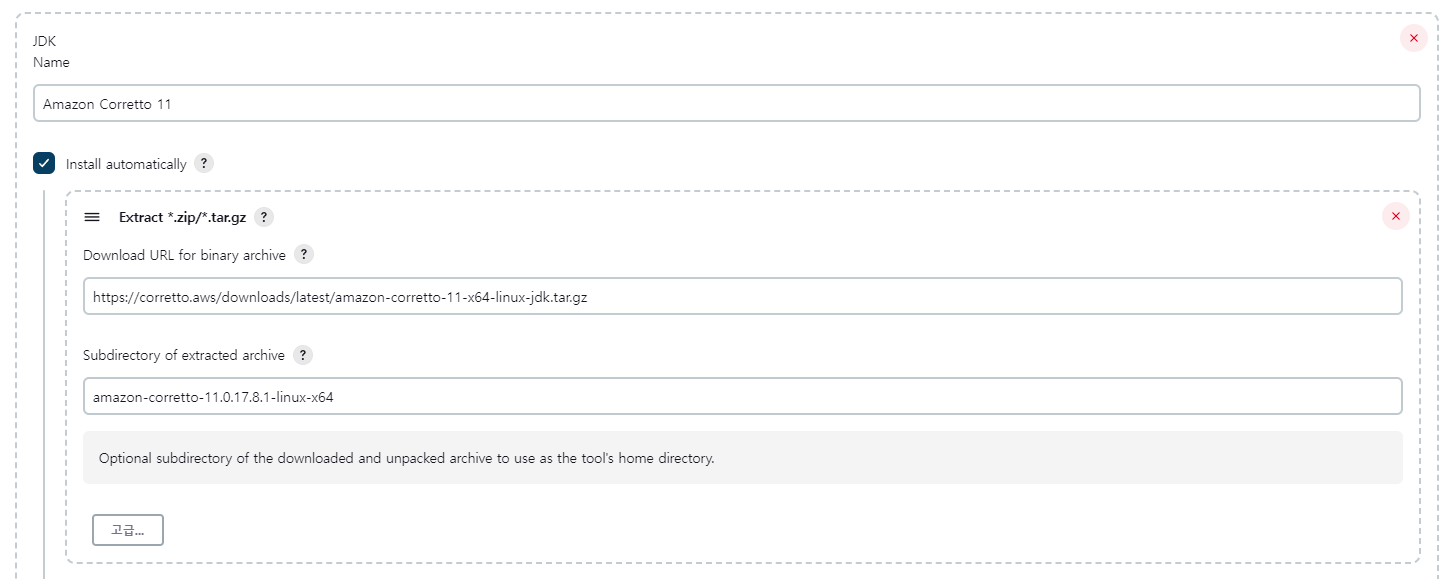 JDK
Name
Amazon Corretto 11
Install automatically ?
Extract *.zip/*.tar.gz ?
Download URL for binary archive ?
https://corretto.aws/downloads/latest/amazon-corretto-11-x64-linux-jdk.tar.gz
Subdirectory of extracted archive ?
amazon-corretto-11.0.17.8.1-linux-x64
Optional subdirectory of the downloaded and unpacked archive to use as the tool's home directory.
고급...